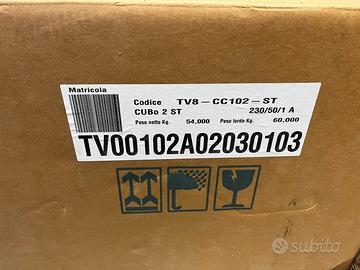 Matricola
Codice TV8-CC102-ST
CUBo 2 ST 230/50/1 A
Peso netto Kg. 54,000 Peso lordo Kg. 60,000
TV00102A02030103
subito